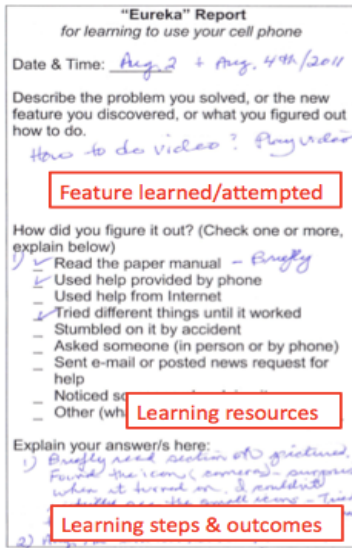 "Eureka" Report
for learning to use your cell phone
Date & Time: Aug. 2 + Aug. 4th/2011
Describe the problem you solved, or the new
feature you discovered, or what you figured out
how to do.
How to do video? Play video
Feature learned/attempted
How did you figure it out? (Check one or more,
explain below)
1) ✓ Read the paper manual – Briefly
✓ Used help provided by phone
_ Used help from Internet
✓ Tried different things until it worked
_ Stumbled on it by accident
_ Asked someone (in person or by phone)
_ Sent e-mail or posted news request for
help
_ Noticed
_ Other
Learning resources
Explain your answer/s here:
1) Briefly read section on pictures.
Found the icon (camera) – surprise
when it turned on. I couldn't
the small icons –
Learning steps & outcomes
2)